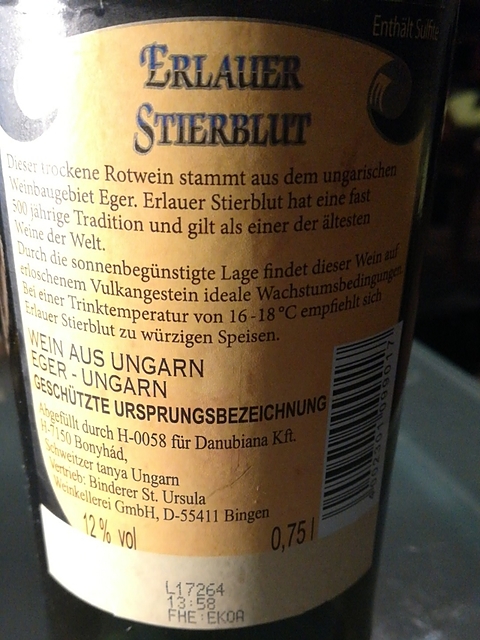 Enthält Sulfite
ERLAUER
STIERBLUT
Dieser trockene Rotwein stammt aus dem ungarischen
Weinbaugebiet Eger. Erlauer Stierblut hat eine fast
500 jährige Tradition und gilt als einer der ältesten
Weine der Welt.
Durch die sonnenbegünstigte Lage findet dieser Wein auf
erloschenem Vulkangestein ideale Wachstumsbedingungen.
Bei einer Trinktemperatur von 16-18 °C empfiehlt sich
Erlauer Stierblut zu würzigen Speisen.
WEIN AUS UNGARN
EGER - UNGARN
GESCHÜTZTE URSPRUNGSBEZEICHNUNG
Abgefüllt durch H-0058 für Danubiana Kft.
H-7150 Bonyhád,
Schweitzer tanya Ungarn
Vertrieb: Binderer St. Ursula
Weinkellerei GmbH, D-55411 Bingen
12 % vol 0,75 l
L17264
13:58
FHE:EKOA